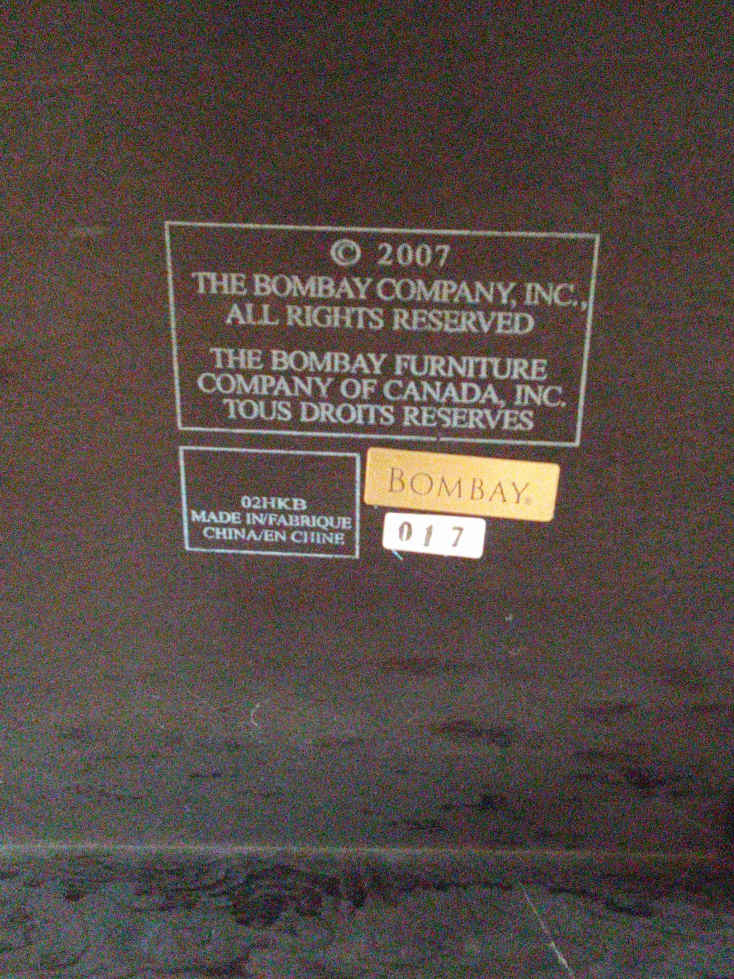 © 2007
THE BOMBAY COMPANY, INC.,
ALL RIGHTS RESERVED
THE BOMBAY FURNITURE
COMPANY OF CANADA, INC.
TOUS DROITS RESERVES
02HKB
MADE IN/FABRIQUE
CHINA/EN CHINE
BOMBAY®
017